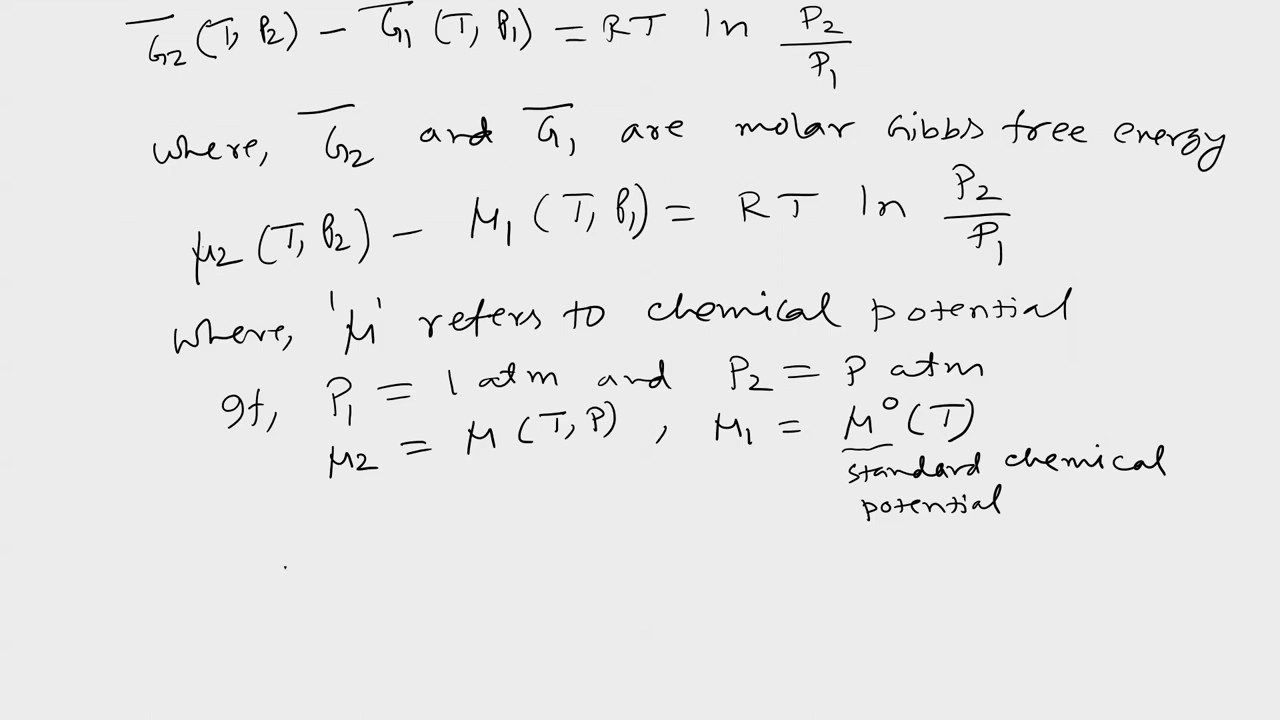 G̅₂ (T, P₂) − G̅₁ (T, P₁) = RT ln P₂/P₁
where, G̅₂ and G̅₁ are molar Gibbs free energy
μ₂ (T, P₂) − μ₁ (T, P₁) = RT ln P₂/P₁
where, 'μ' refers to chemical potential
If, P₁ = 1 atm and P₂ = P atm
μ₂ = μ (T, P) , μ₁ = μ⁰ (T)
standard chemical
potential